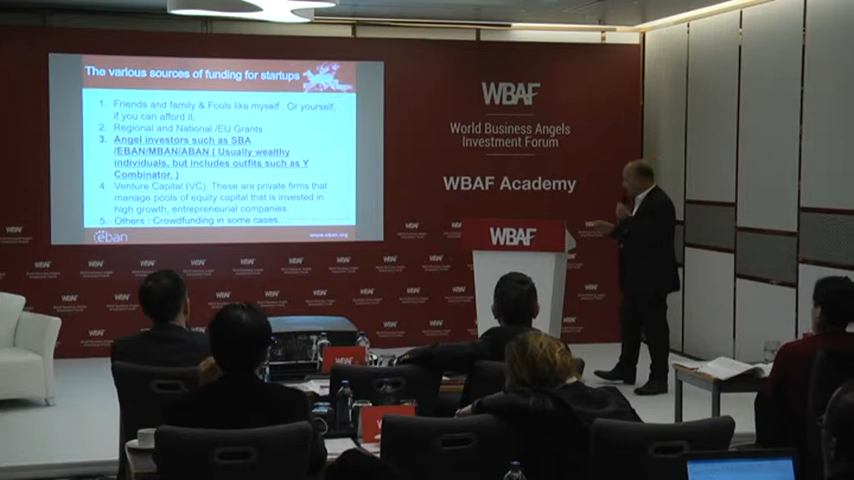 The various sources of funding for startups
1. Friends and family & Fools like myself . Or yourself,
if you can afford it.
2. Regional and National /EU Grants
3. Angel investors such as SBA
/EBAN/MBAN/ABAN ( Usually wealthy
individuals, but includes outfits such as Y
Combinator. )
4. Venture Capital (VC). These are private firms that
manage pools of equity capital that is invested in
high growth, entrepreneurial companies.
5. Others : Crowdfunding in some cases....
eban
www.eban.org
WBAF
World Business Angels
Investment Forum
WBAF Academy
WBAF
WBAF